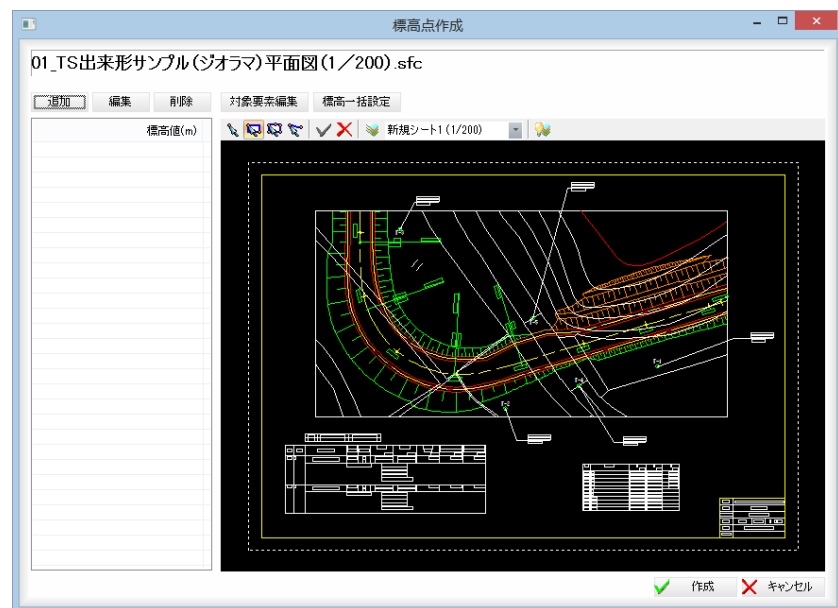 標高点作成
01_TS出来形サンプル(ジオラマ)平面図(1/200).sfc
追加 編集 削除 対象要素編集 標高一括設定
標高値(m) 新規シート1 (1/200)
T-2
作成 キャンセル